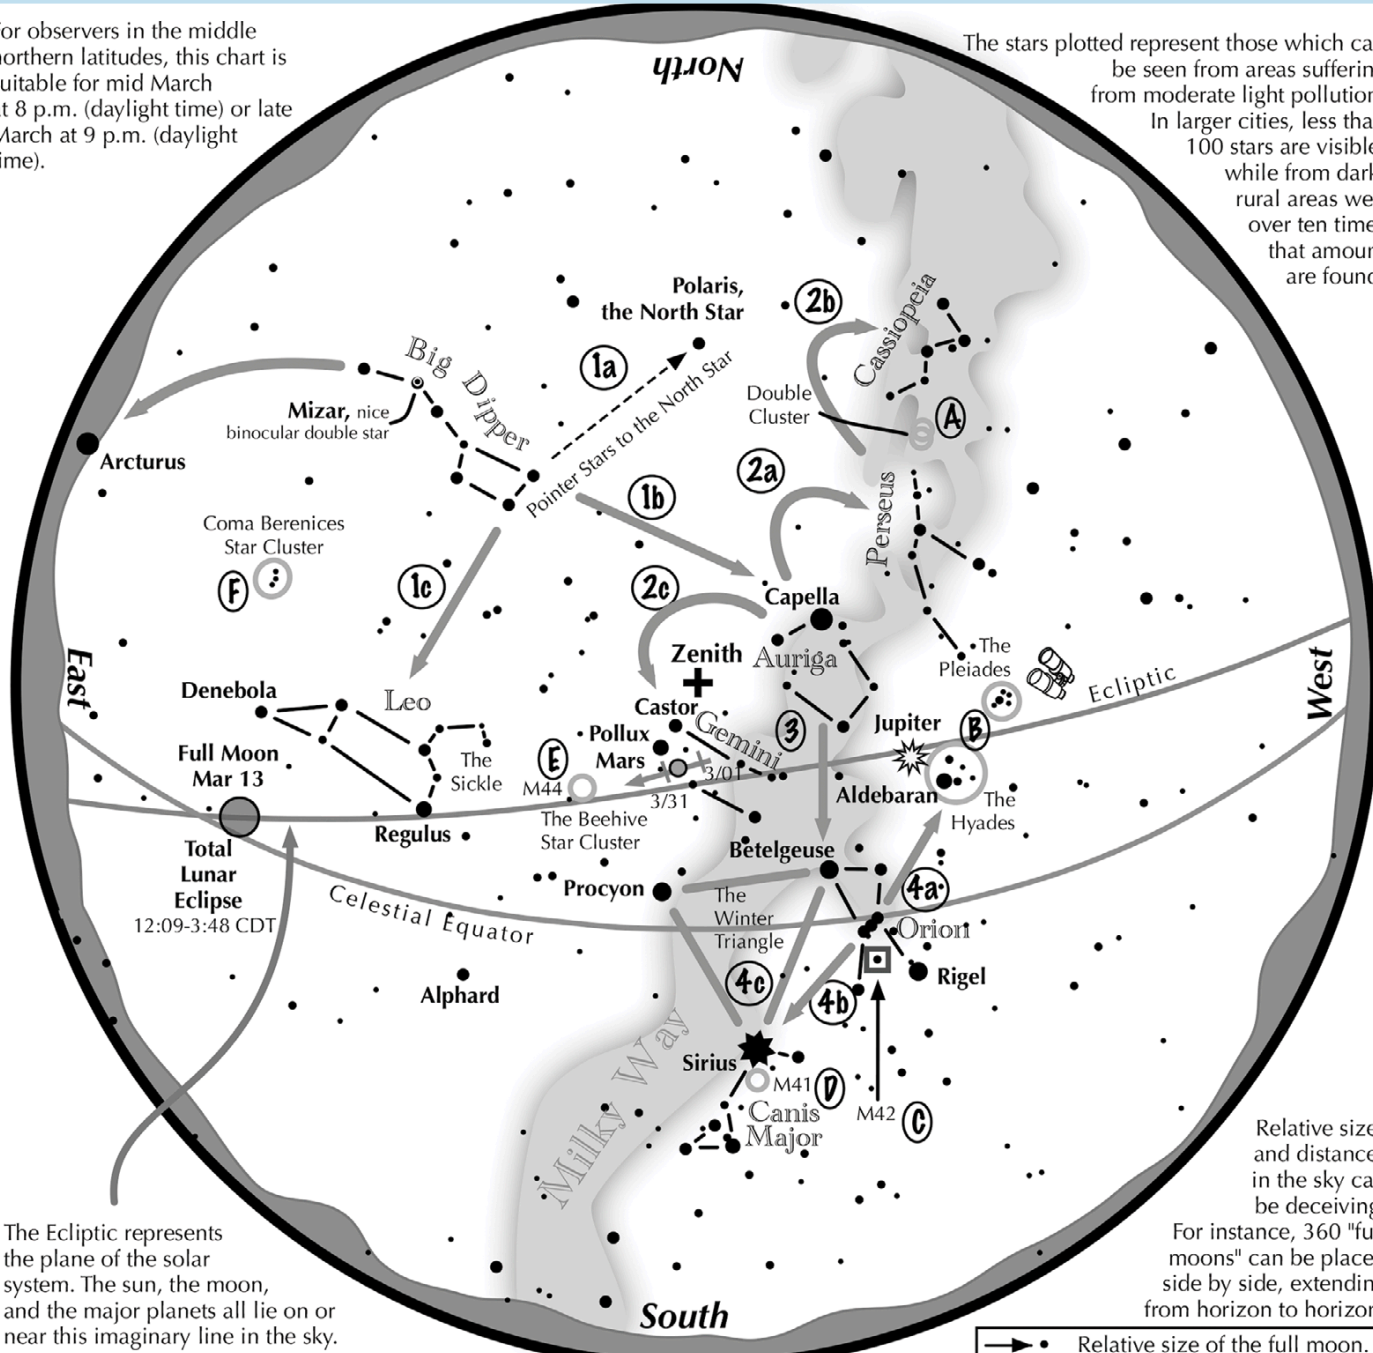 or observers in the middle
northern latitudes, this chart is
uitable for mid March
t 8 p.m. (daylight time) or late
March at 9 p.m. (daylight
ime).
The stars plotted represent those which ca
be seen from areas sufferin
from moderate light pollution
In larger cities, less tha
100 stars are visible
while from dark
rural areas we
over ten time
that amoun
are found
North
Polaris,
the North Star
2b
Cassiopeia
1a
Big Dipper
Double
Cluster
A
Mizar, nice
binocular double star
Pointer Stars to the North Star
Arcturus
2a
1b
Perseus
Coma Berenices
Star Cluster
F
1c
2c
Capella
Zenith
Auriga
The
Pleiades
East
West
Ecliptic
Denebola
Leo
Castor
Gemini
3
Jupiter
B
Full Moon
Mar 13
The
Sickle
E
M44
Pollux
Mars
3/01
3/31
Aldebaran
The
Hyades
The Beehive
Star Cluster
Regulus
Total
Lunar
Eclipse
12:09-3:48 CDT
Betelgeuse
Procyon
The
Winter
Triangle
4a
Celestial Equator
Orion
Rigel
Alphard
4c
4b
Milky Way
Sirius
M41
D
M42
C
Canis
Major
The Ecliptic represents
the plane of the solar
system. The sun, the moon,
and the major planets all lie on or
near this imaginary line in the sky.
Relative size
and distance
in the sky ca
be deceiving
For instance, 360 "fu
moons" can be place
side by side, extendin
from horizon to horizon
South
Relative size of the full moon.